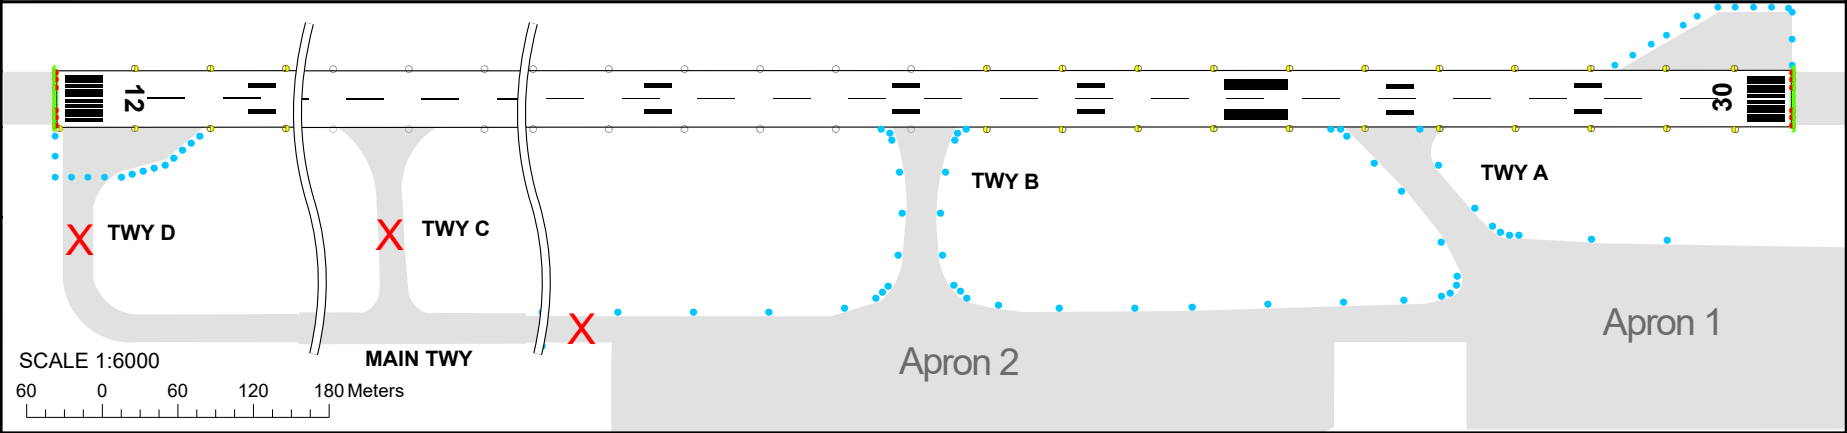 12
30
TWY A
TWY B
TWY C
TWY D
X
X
X
Apron 1
Apron 2
MAIN TWY
SCALE 1:6000
60 0 60 120 180 Meters